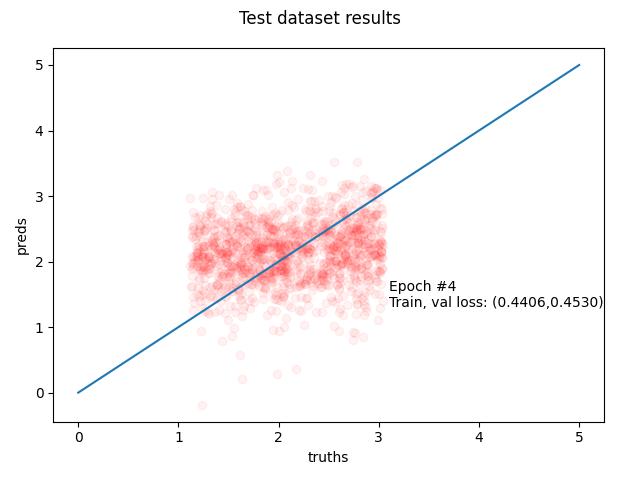 Test dataset results
5
4
3
2
1
0
preds
Epoch #4
Train, val loss: (0.4406,0.4530)
0 1 2 3 4 5
truths